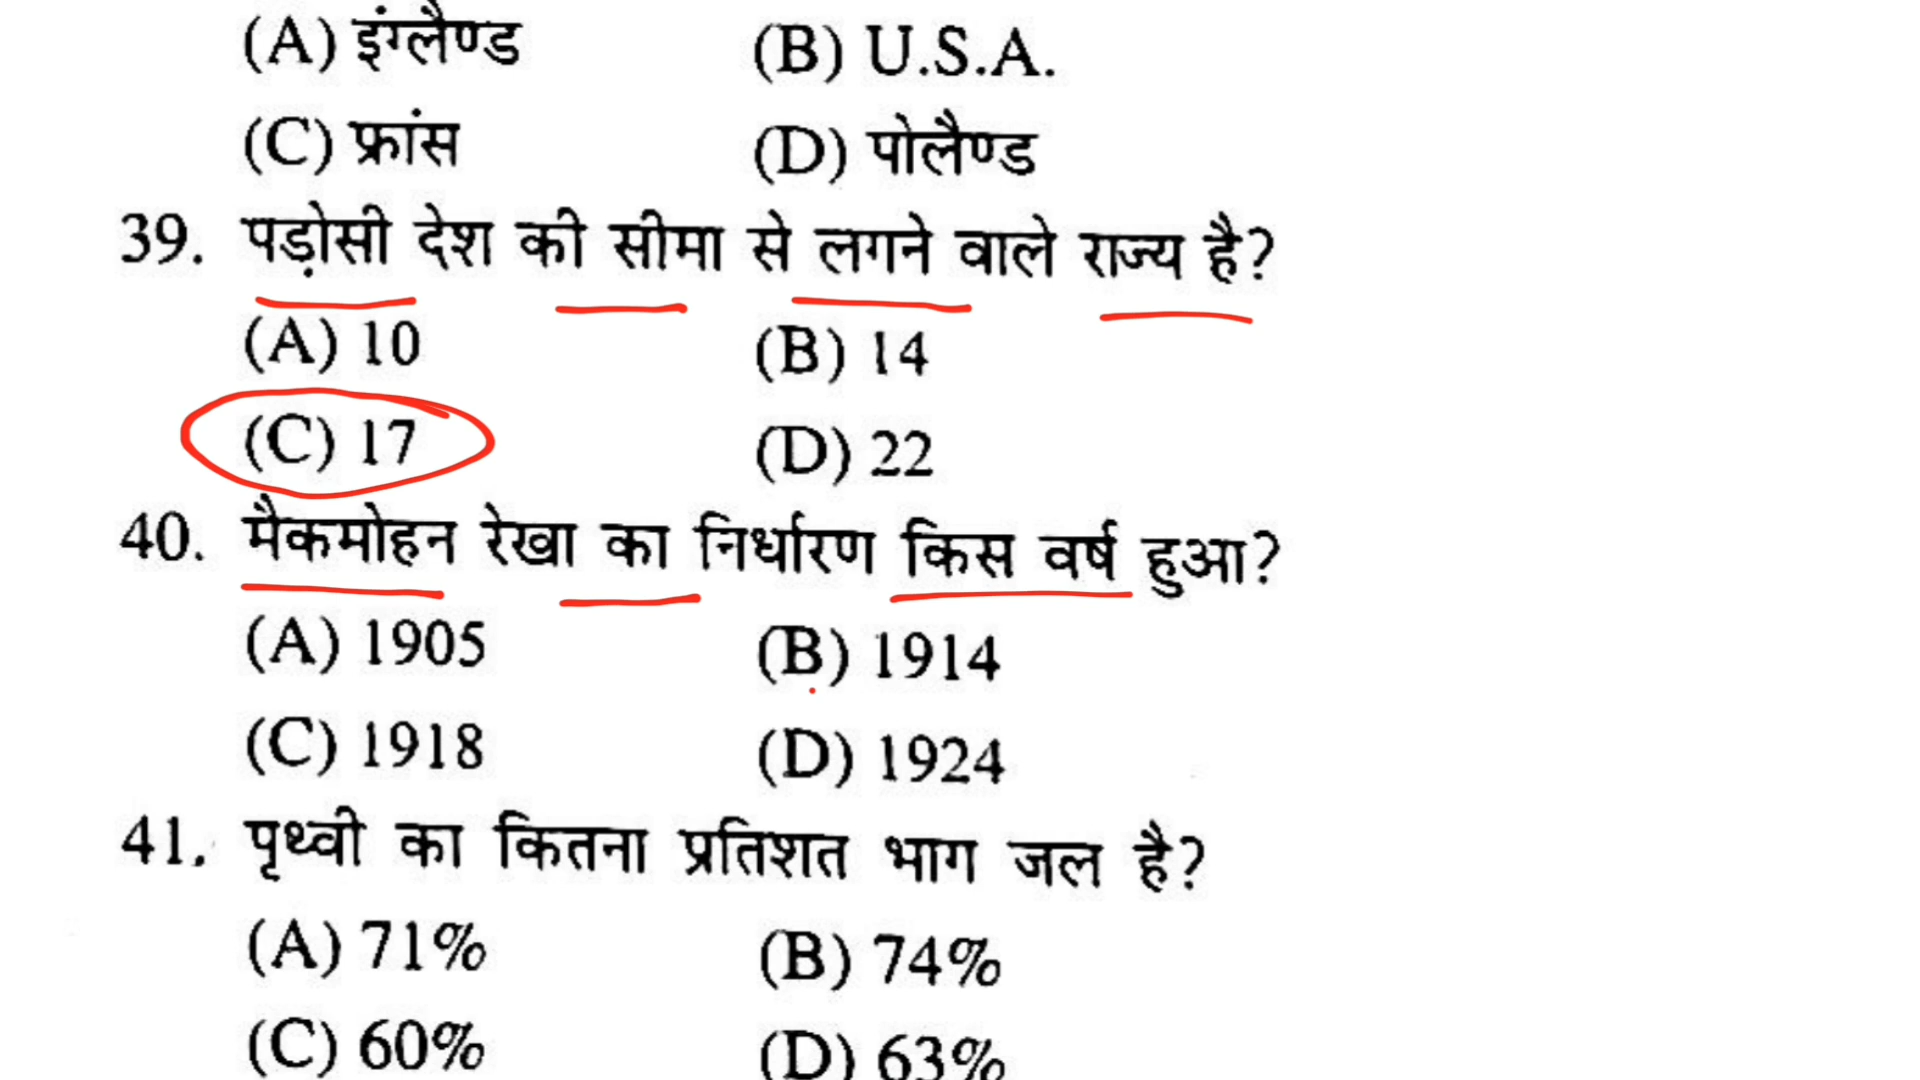 (A) इंग्लैण्ड (B) U.S.A.
(C) फ्रांस (D) पोलैण्ड
39. पड़ोसी देश की सीमा से लगने वाले राज्य है?
(A) 10 (B) 14
(C) 17 (D) 22
40. मैकमोहन रेखा का निर्धारण किस वर्ष हुआ?
(A) 1905 (B) 1914
(C) 1918 (D) 1924
41. पृथ्वी का कितना प्रतिशत भाग जल है?
(A) 71% (B) 74%
(C) 60% (D) 63%